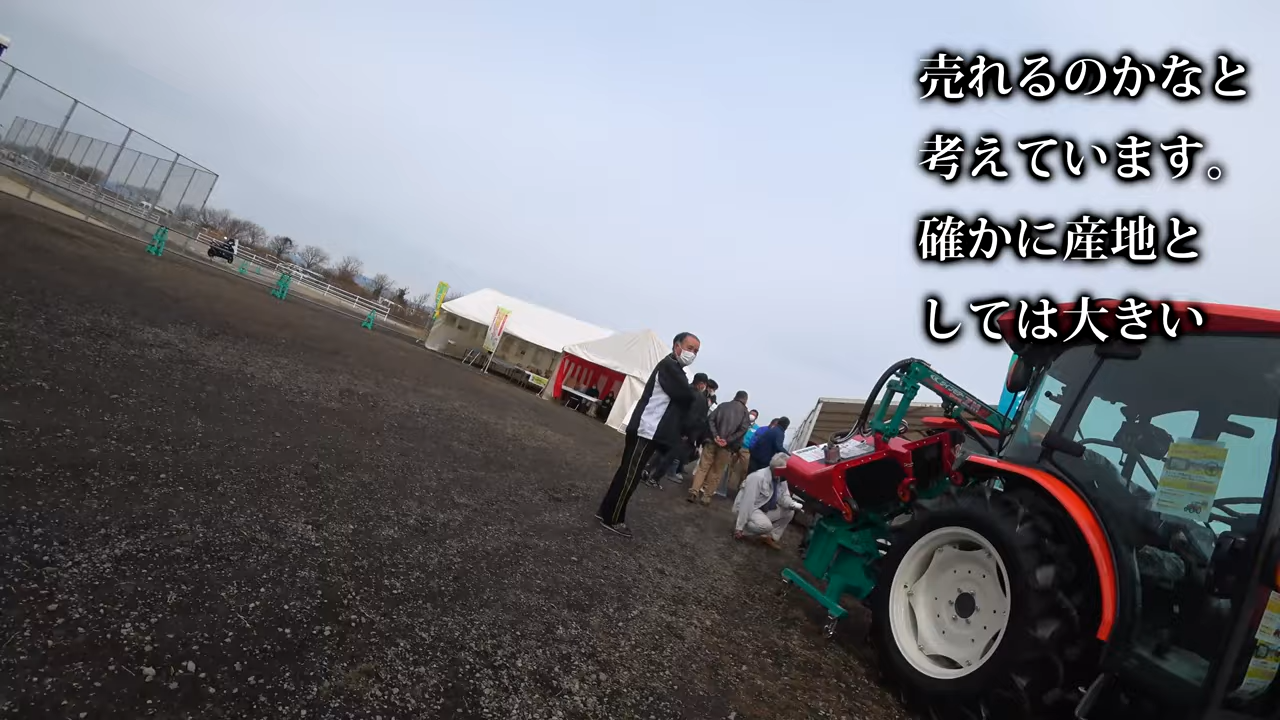 売れるのかなと
考えています。
確かに産地と
しては大きい